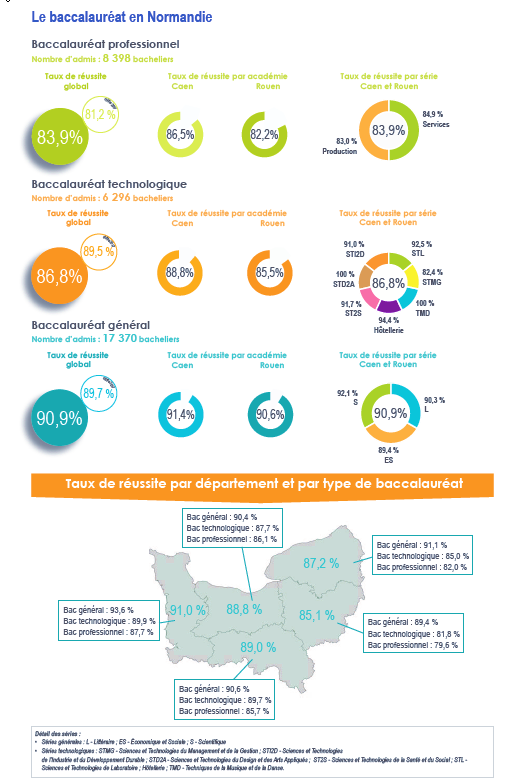 Le baccalauréat en Normandie
Baccalauréat professionnel
Nombre d'admis : 8 398 bacheliers
Taux de réussite
global
81,2 %
83,9%
Taux de réussite par académie
Caen Rouen
86,5%
82,2%
Taux de réussite par série
Caen et Rouen
84,9 %
Services
83,9%
83,0 %
Production
Baccalauréat technologique
Nombre d'admis : 6 296 bacheliers
Taux de réussite
global
89,5 %
86,8%
Taux de réussite par académie
Caen Rouen
88,8%
85,5%
Taux de réussite par série
Caen et Rouen
91,0 %
STI2D
92,5 %
STL
100 %
STD2A
82,4 %
STMG
86,8%
91,7 %
ST2S
100 %
TMD
94,4 %
Hôtellerie
Baccalauréat général
Nombre d'admis : 17 370 bacheliers
Taux de réussite
global
89,7 %
90,9%
Taux de réussite par académie
Caen Rouen
91,4%
90,6%
Taux de réussite par série
Caen et Rouen
92,1 %
S
90,3 %
L
90,9%
89,4 %
ES
Taux de réussite par département et par type de baccalauréat
Bac général : 90,4 %
Bac technologique : 87,7 %
Bac professionnel : 86,1 %
Bac général : 91,1 %
Bac technologique : 85,0 %
Bac professionnel : 82,0 %
87,2 %
91,0 %
88,8 %
85,1 %
89,0 %
Bac général : 93,6 %
Bac technologique : 89,9 %
Bac professionnel : 87,7 %
Bac général : 89,4 %
Bac technologique : 81,8 %
Bac professionnel : 79,6 %
Bac général : 90,6 %
Bac technologique : 89,7 %
Bac professionnel : 85,7 %
Détail des séries :
• Séries générales : L - Littéraire ; ES - Économique et Sociale ; S - Scientifique
• Séries technologiques : STMG - Sciences et Technologies du Management et de la Gestion ; STI2D - Sciences et Technologies
de l'Industrie et du Développement Durable ; STD2A - Sciences et Technologies du Design et des Arts Appliqués ; ST2S - Sciences et Technologies de la Santé et du Social ; STL -
Sciences et Technologies de Laboratoire ; Hôtellerie ; TMD - Techniques de la Musique et de la Danse.